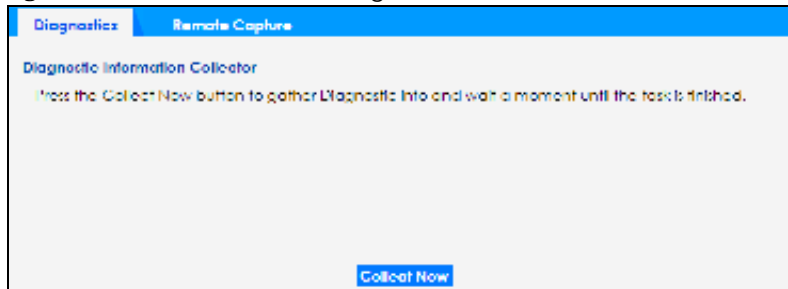 Diagnostics Remote Capture
Diagnostic Information Collector
Press the Collect Now button to gather Diagnostic Info and wait a moment until the task is finished.
Collect Now